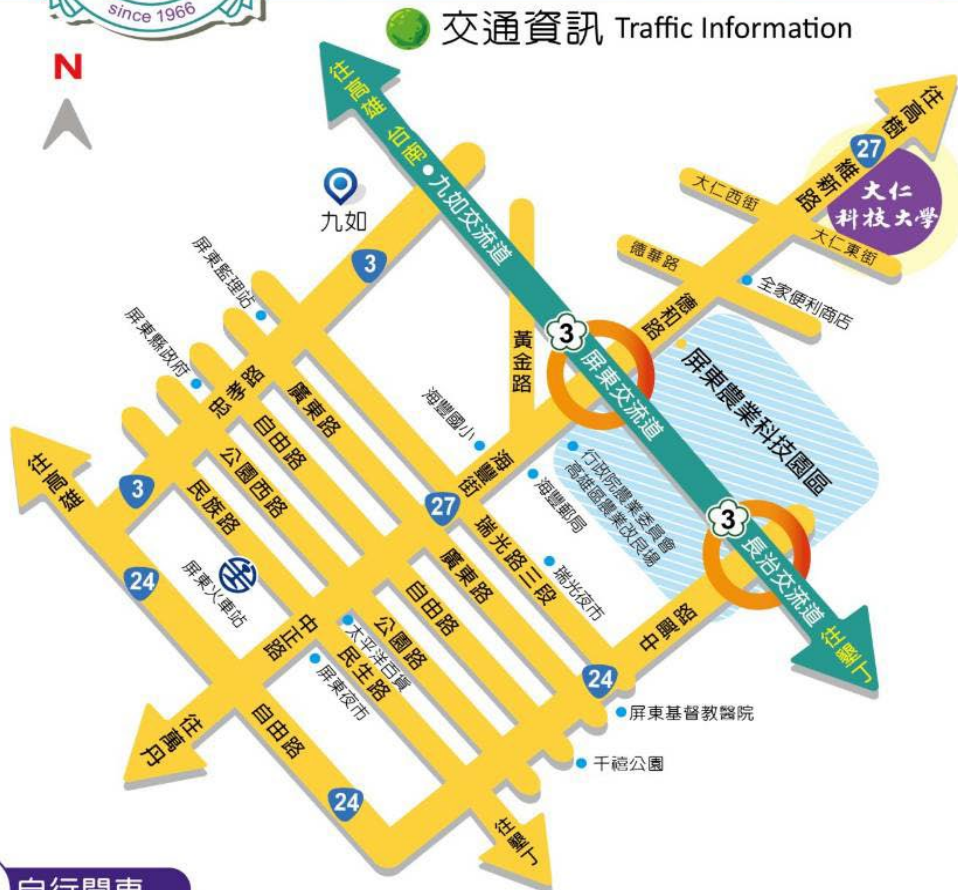 since 1966
交通資訊 Traffic Information
N
往高雄 台南
九如交流道
九如
3
往高樹
27
維新路
大仁
科技大學
大仁西街
大仁東街
德華路
全家便利商店
德和路
屏東監理站
屏東縣政府
忠孝路
黃金路
3
屏東交流道
屏東農業科技園區
廣東路
自由路
公園西路
民族路
海豐國小
海豐街
27
海豐郵局
行政院農業委員會
高雄區農業改良場
瑞光路三段
瑞光夜市
3
長治交流道
往墾丁
往高雄
3
24
屏東火車站
中正路
太平洋百貨
屏東夜市
民生路
公園路
自由路
廣東路
中興路
24
屏東基督教醫院
千禧公園
往萬丹
自由路
24
往墾丁
自行開車